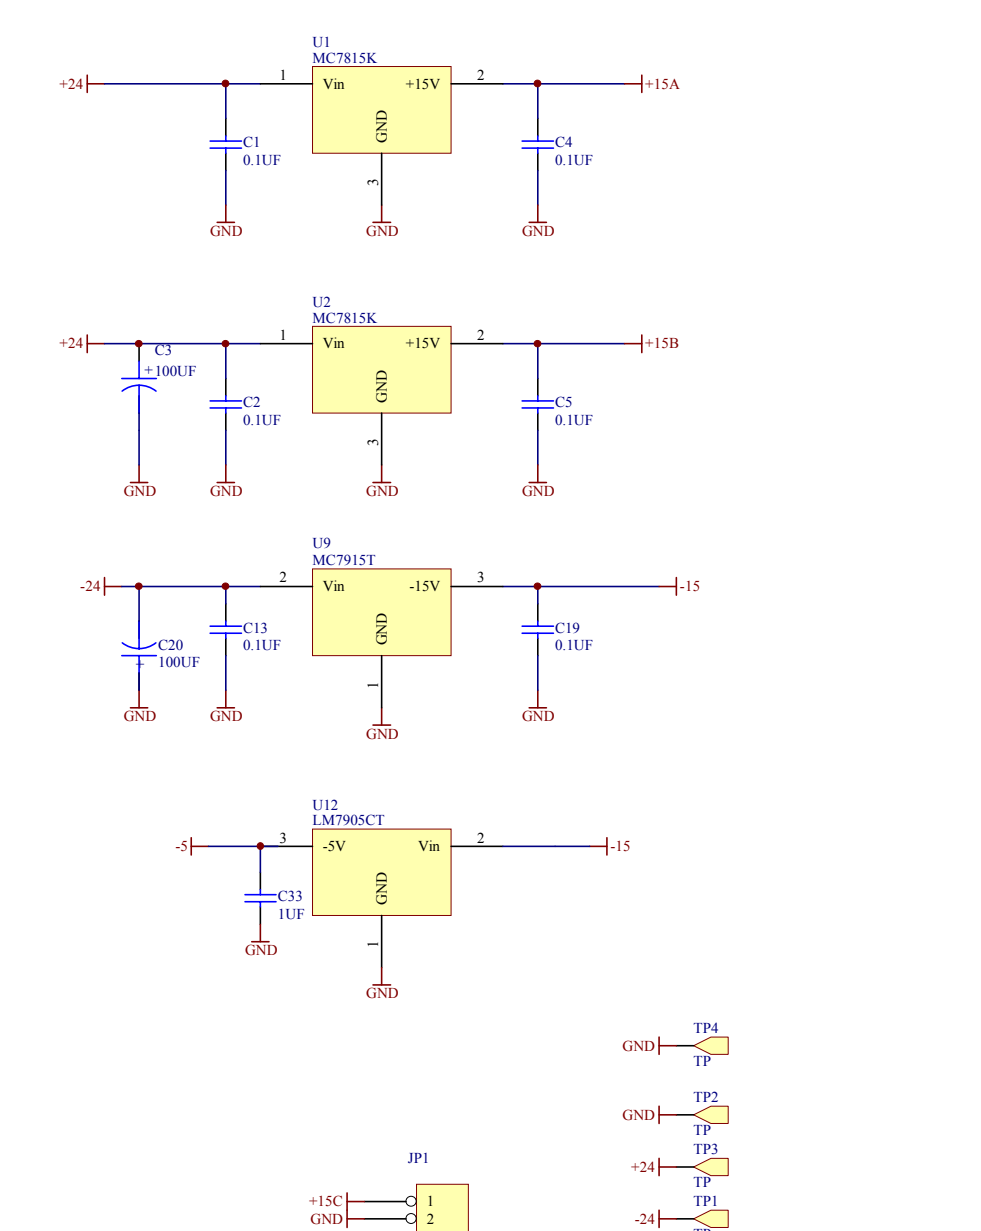 U1
MC7815K
+24
1
Vin
+15V
2
+15A
GND
C1
0.1UF
C4
0.1UF
3
GND
GND
GND
U2
MC7815K
+24
1
Vin
+15V
2
+15B
C3
+100UF
GND
C2
0.1UF
C5
0.1UF
3
GND
GND
GND
GND
U9
MC7915T
-24
2
Vin
-15V
3
-15
GND
C20
+ 100UF
C13
0.1UF
C19
0.1UF
1
GND
GND
GND
GND
U12
LM7905CT
-5
3
-5V
Vin
2
-15
GND
C33
1UF
1
GND
GND
TP4
GND
TP
TP2
GND
TP
TP3
+24
TP
TP1
-24
JP1
+15C
1
GND
2